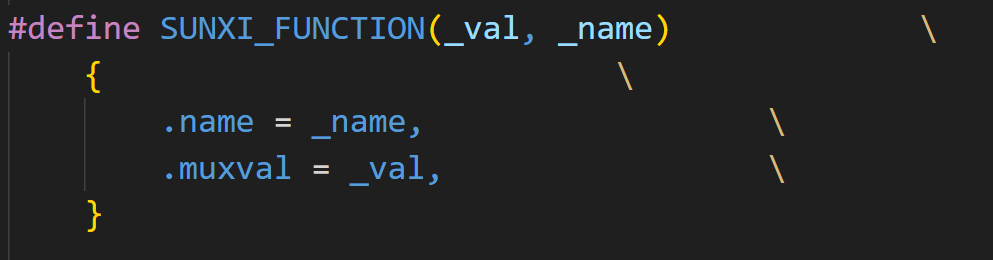 #define SUNXI_FUNCTION(_val, _name) \
{ \
.name = _name, \
.muxval = _val, \
}